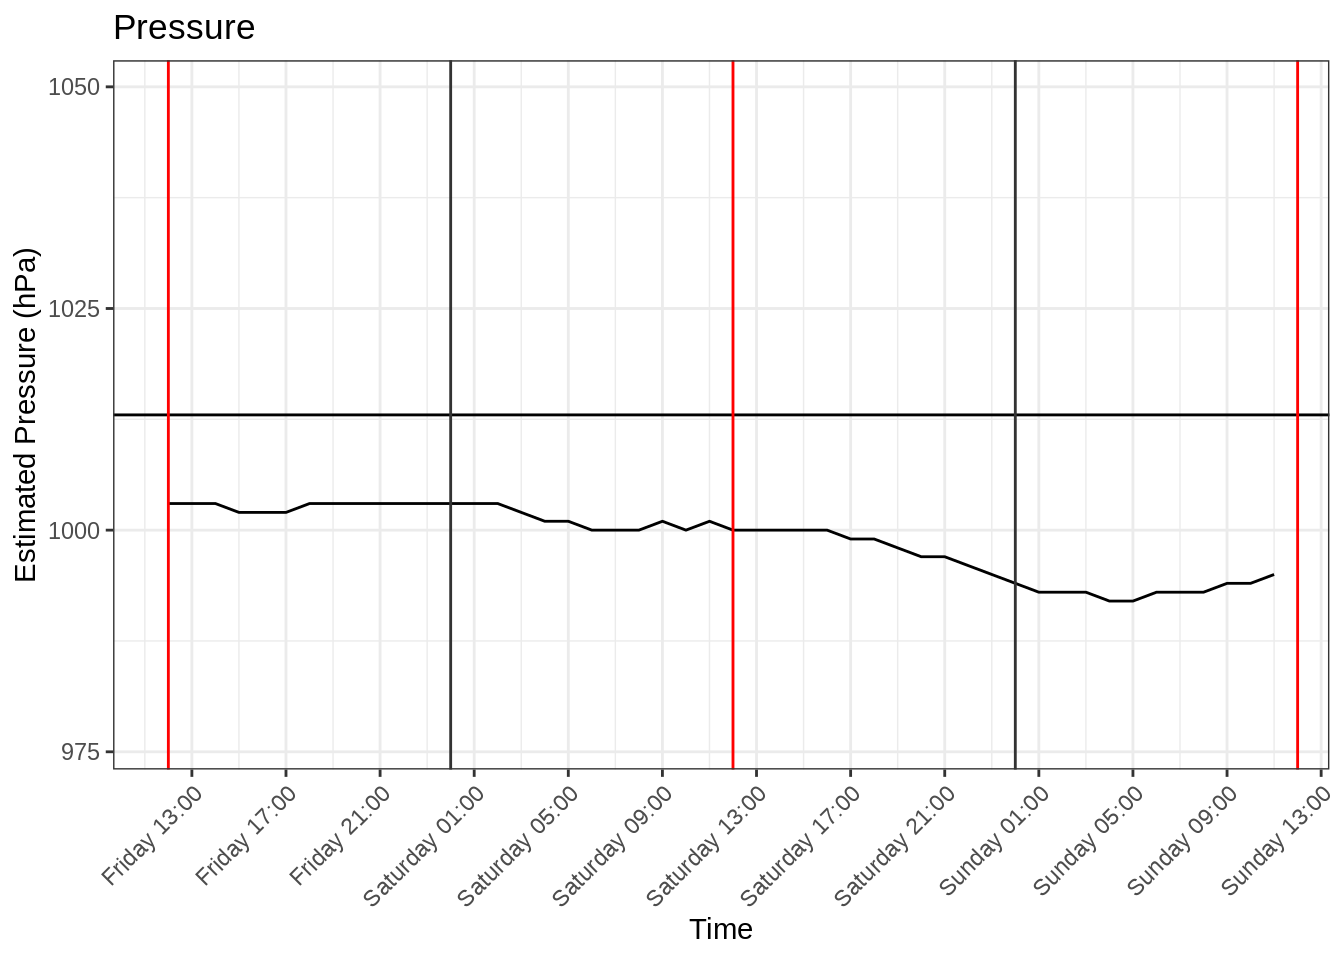 Pressure
Estimated Pressure (hPa)
1050
1025
1000
975
Friday 13:00
Friday 17:00
Friday 21:00
Saturday 01:00
Saturday 05:00
Saturday 09:00
Saturday 13:00
Saturday 17:00
Saturday 21:00
Sunday 01:00
Sunday 05:00
Sunday 09:00
Sunday 13:00
Time